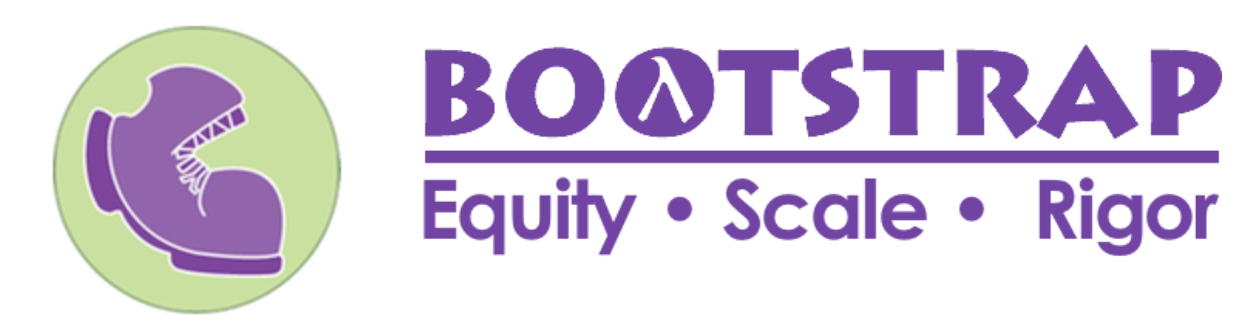 BOOTSTRAP
Equity • Scale • Rigor